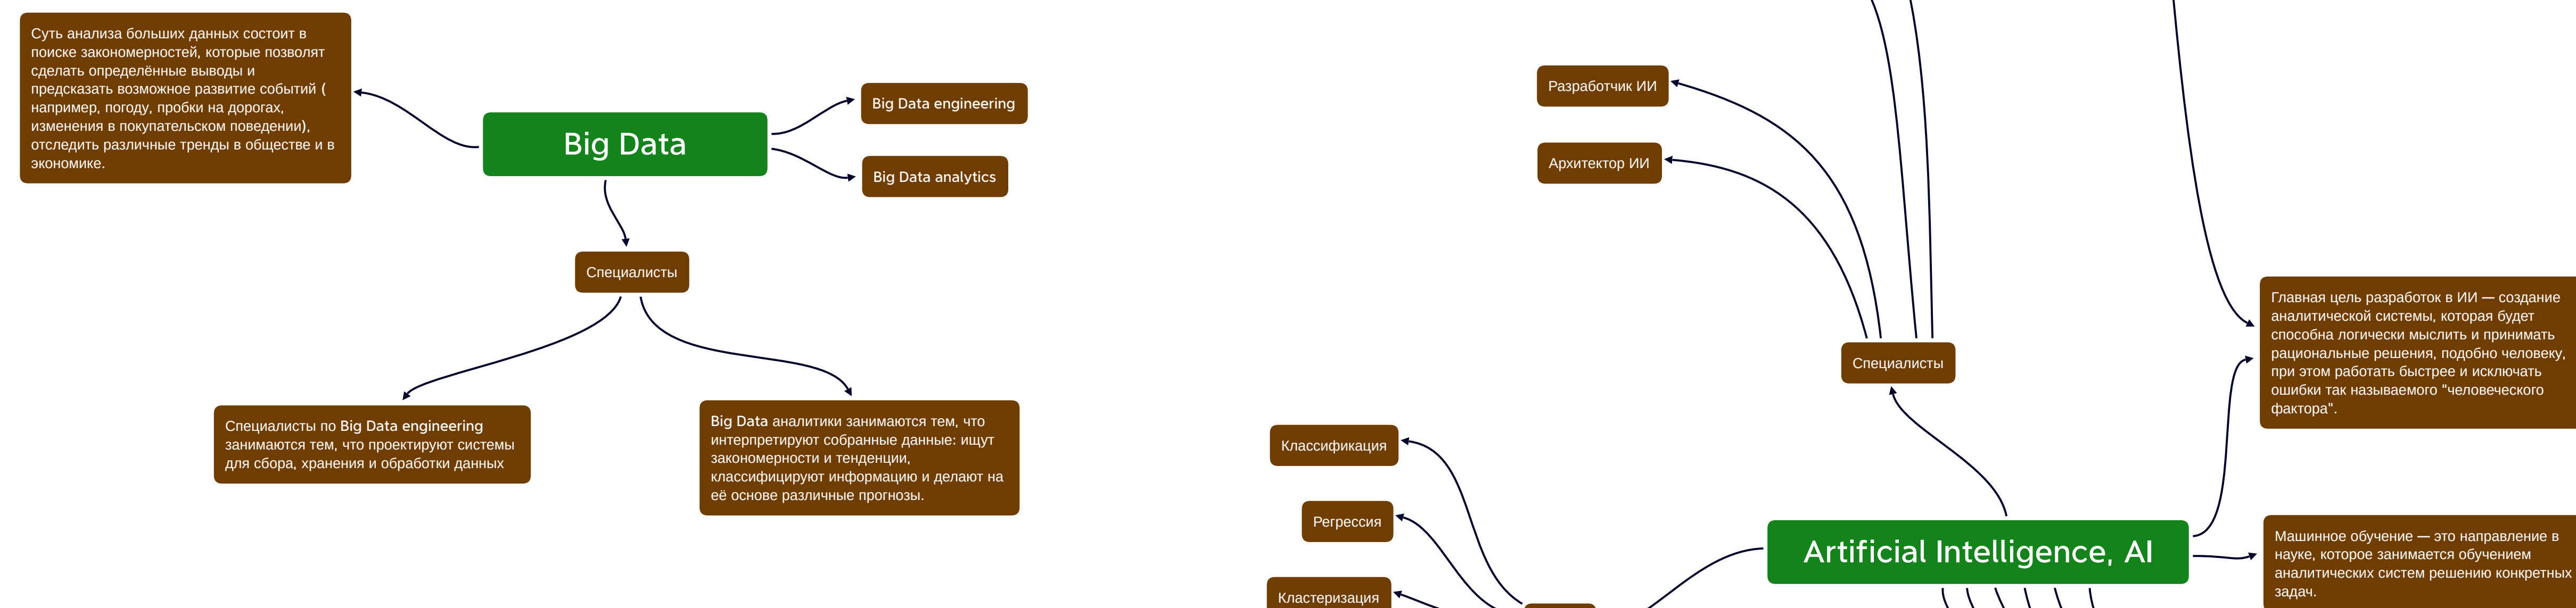 Суть анализа больших данных состоит в
поиске закономерностей, которые позволят
сделать определённые выводы и
предсказать возможное развитие событий (
например, погоду, пробки на дорогах,
изменения в покупательском поведении),
отследить различные тренды в обществе и в
экономике.
Big Data
Big Data engineering
Big Data analytics
Специалисты
Специалисты по Big Data engineering
занимаются тем, что проектируют системы
для сбора, хранения и обработки данных
Big Data аналитики занимаются тем, что
интерпретируют собранные данные: ищут
закономерности и тенденции,
классифицируют информацию и делают на
её основе различные прогнозы.
Разработчик ИИ
Архитектор ИИ
Специалисты
Главная цель разработок в ИИ — создание
аналитической системы, которая будет
способна логически мыслить и принимать
рациональные решения, подобно человеку,
при этом работать быстрее и исключать
ошибки так называемого "человеческого
фактора".
Классификация
Регрессия
Кластеризация
Artificial Intelligence, AI
Машинное обучение — это направление в
науке, которое занимается обучением
аналитических систем решению конкретных
задач.